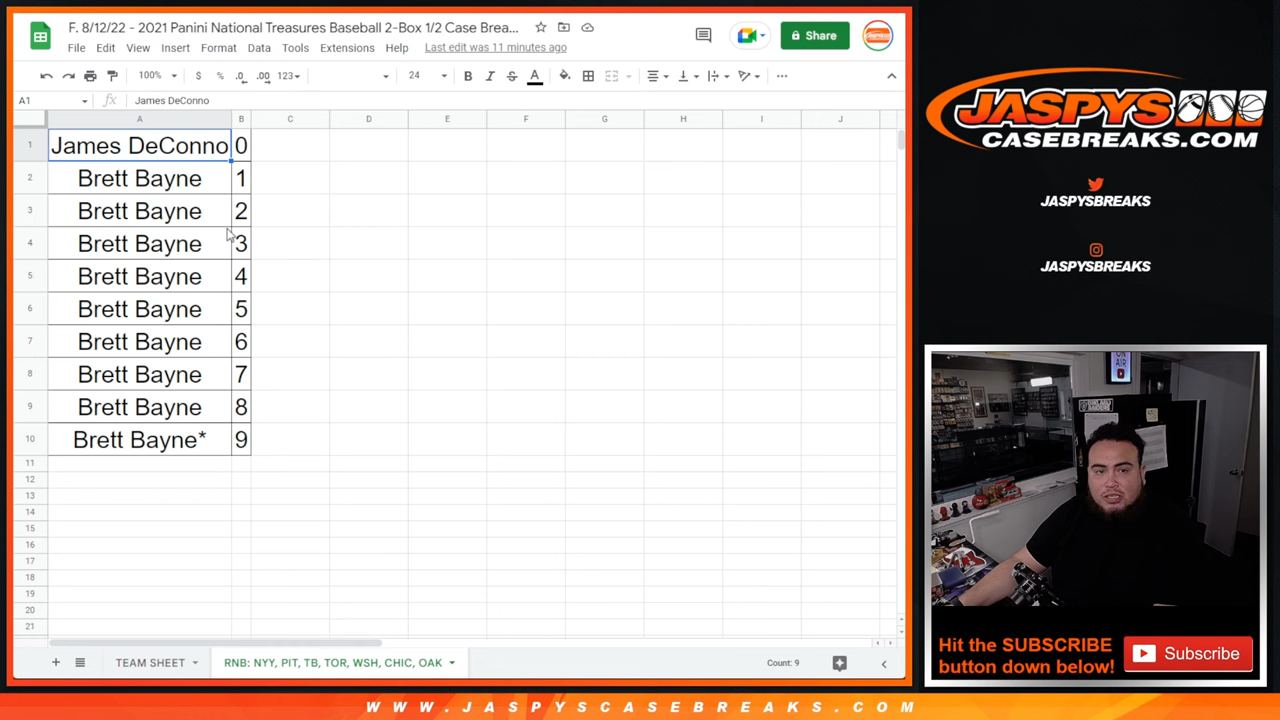 F. 8/12/22 - 2021 Panini National Treasures Baseball 2-Box 1/2 Case Brea...
File Edit View Insert Format Data Tools Extensions Help Last edit was 11 minutes ago
Share
100% $ % .0 .00 123 24 B I S A
A1 fx James DeConno
A B C D E F G H I J
1 James DeConno 0
2 Brett Bayne 1
3 Brett Bayne 2
4 Brett Bayne 3
5 Brett Bayne 4
6 Brett Bayne 5
7 Brett Bayne 6
8 Brett Bayne 7
9 Brett Bayne 8
10 Brett Bayne* 9
11
12
13
14
15
16
17
18
19
20
21
TEAM SHEET RNB: NYY, PIT, TB, TOR, WSH, CHIC, OAK Count: 9
JASPYS
CASEBREAKS.COM
JASPYSBREAKS
JASPYSBREAKS
ON
AIR
Hit the SUBSCRIBE
button down below!
Subscribe
WWW.JASPYSCASEBREAKS.COM